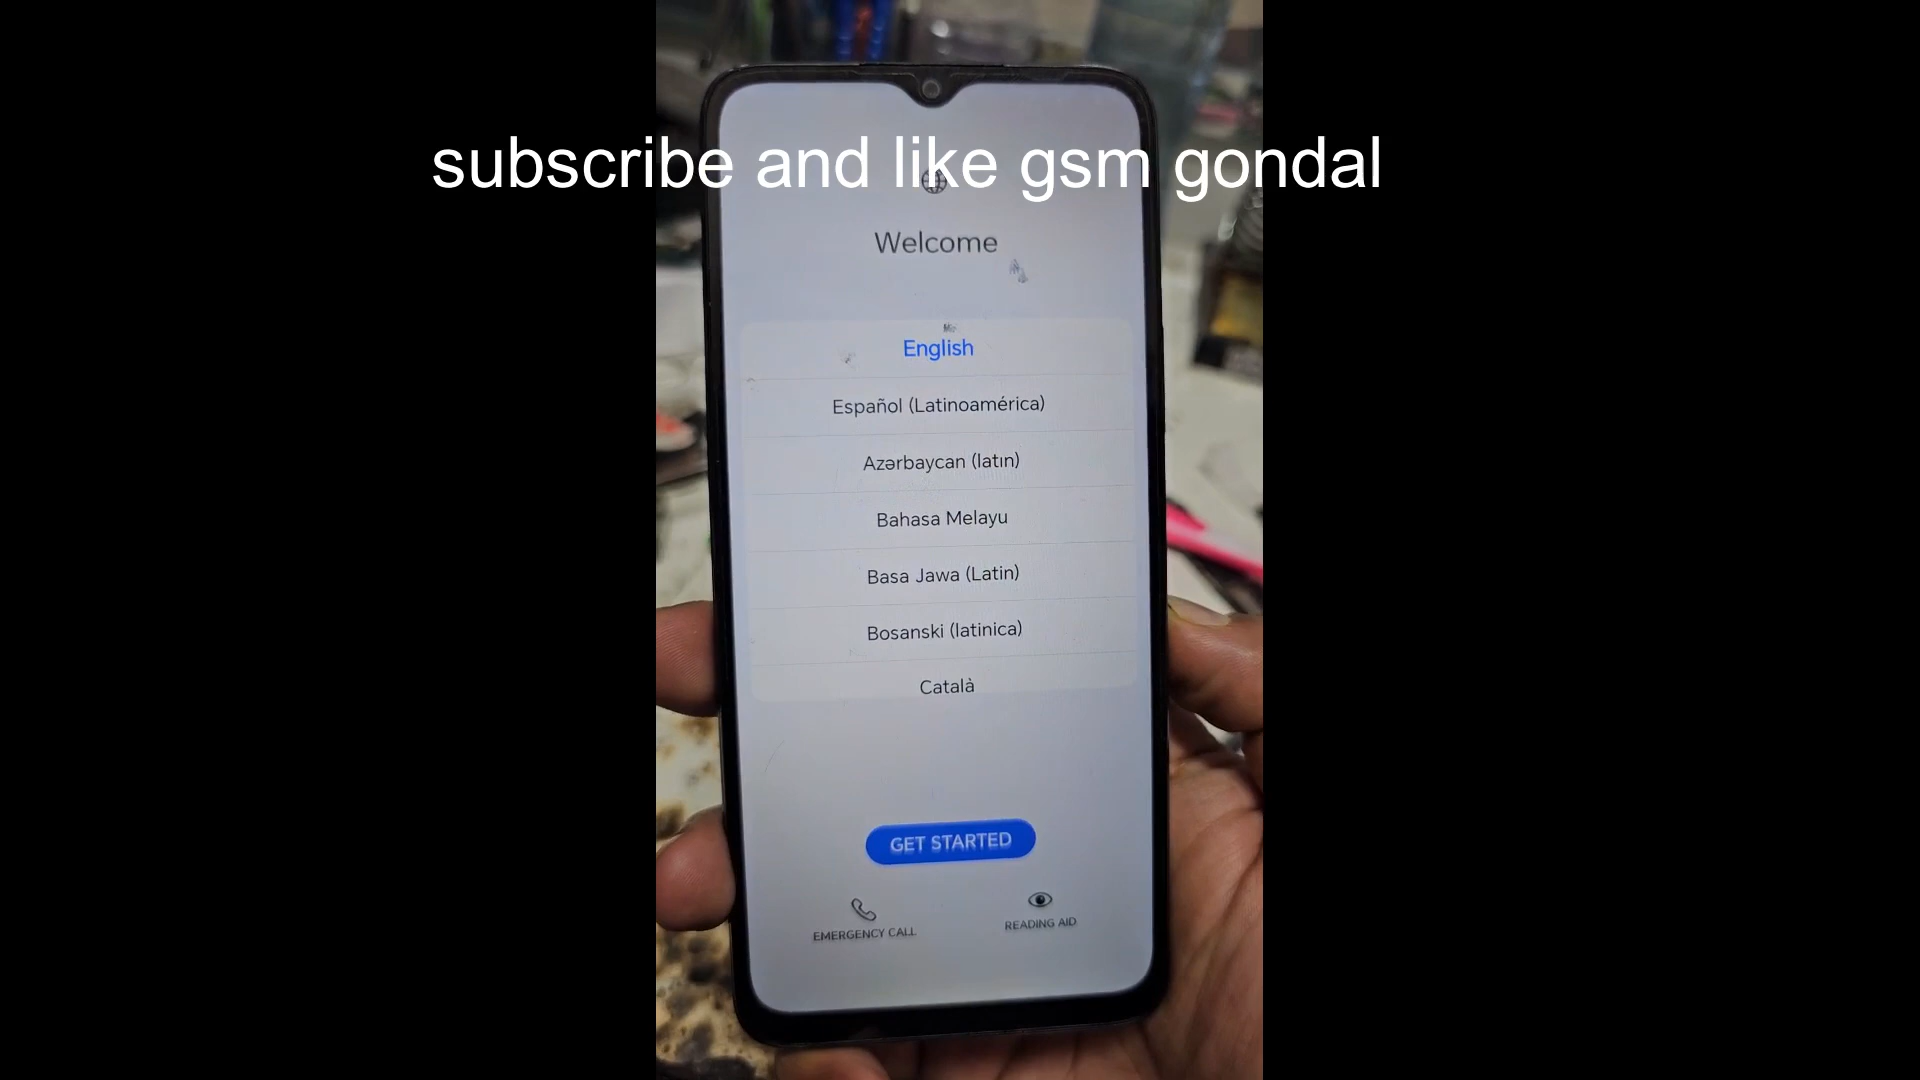 subscribe and like gsm gondal
Welcome
English
Español (Latinoamérica)
Azərbaycan (latın)
Bahasa Melayu
Basa Jawa (Latin)
Bosanski (latinica)
Català
GET STARTED
EMERGENCY CALL
READING AID